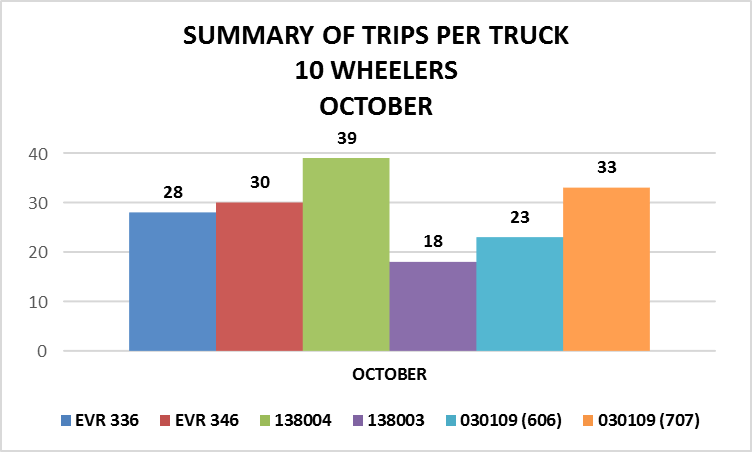 SUMMARY OF TRIPS PER TRUCK
10 WHEELERS
OCTOBER
40
30
20
10
0
28
30
39
18
23
33
OCTOBER
EVR 336 EVR 346 138004 138003 030109 (606) 030109 (707)